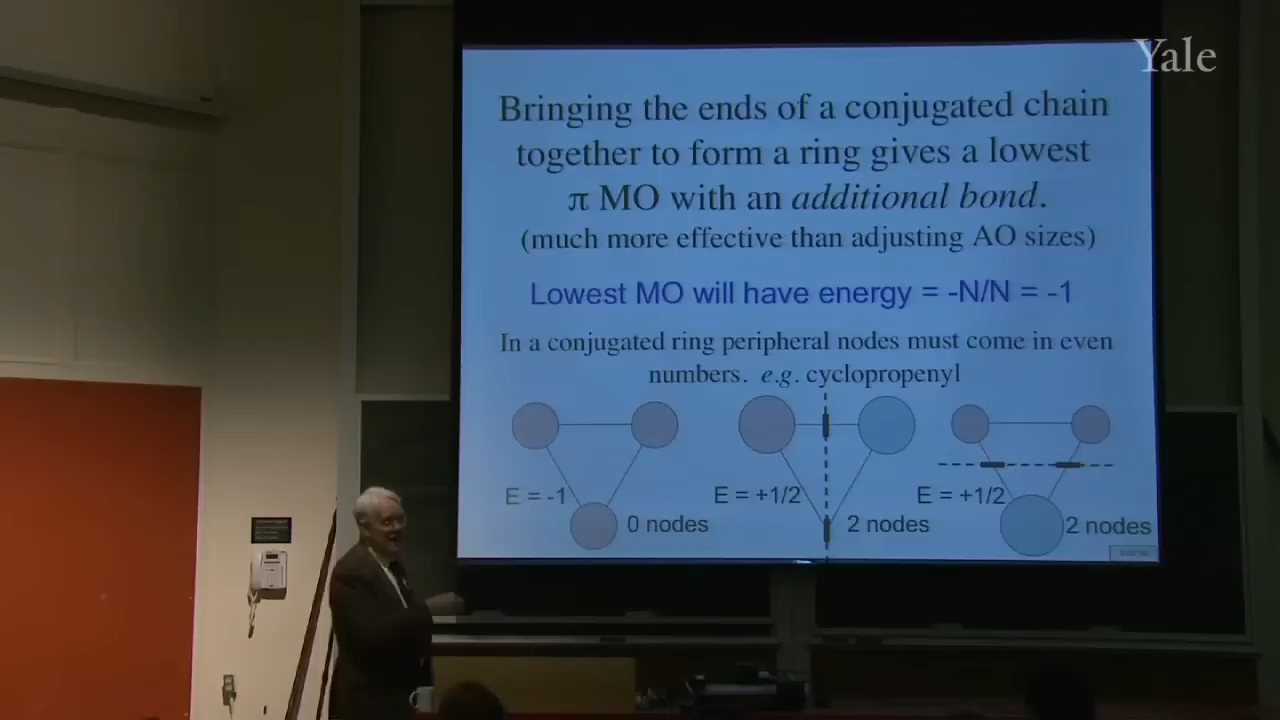 Yale
Bringing the ends of a conjugated chain
together to form a ring gives a lowest
π MO with an additional bond.
(much more effective than adjusting AO sizes)
Lowest MO will have energy = -N/N = -1
In a conjugated ring peripheral nodes must come in even
numbers. e.g. cyclopropenyl
E = -1
0 nodes
E = +1/2
2 nodes
E = +1/2
2 nodes